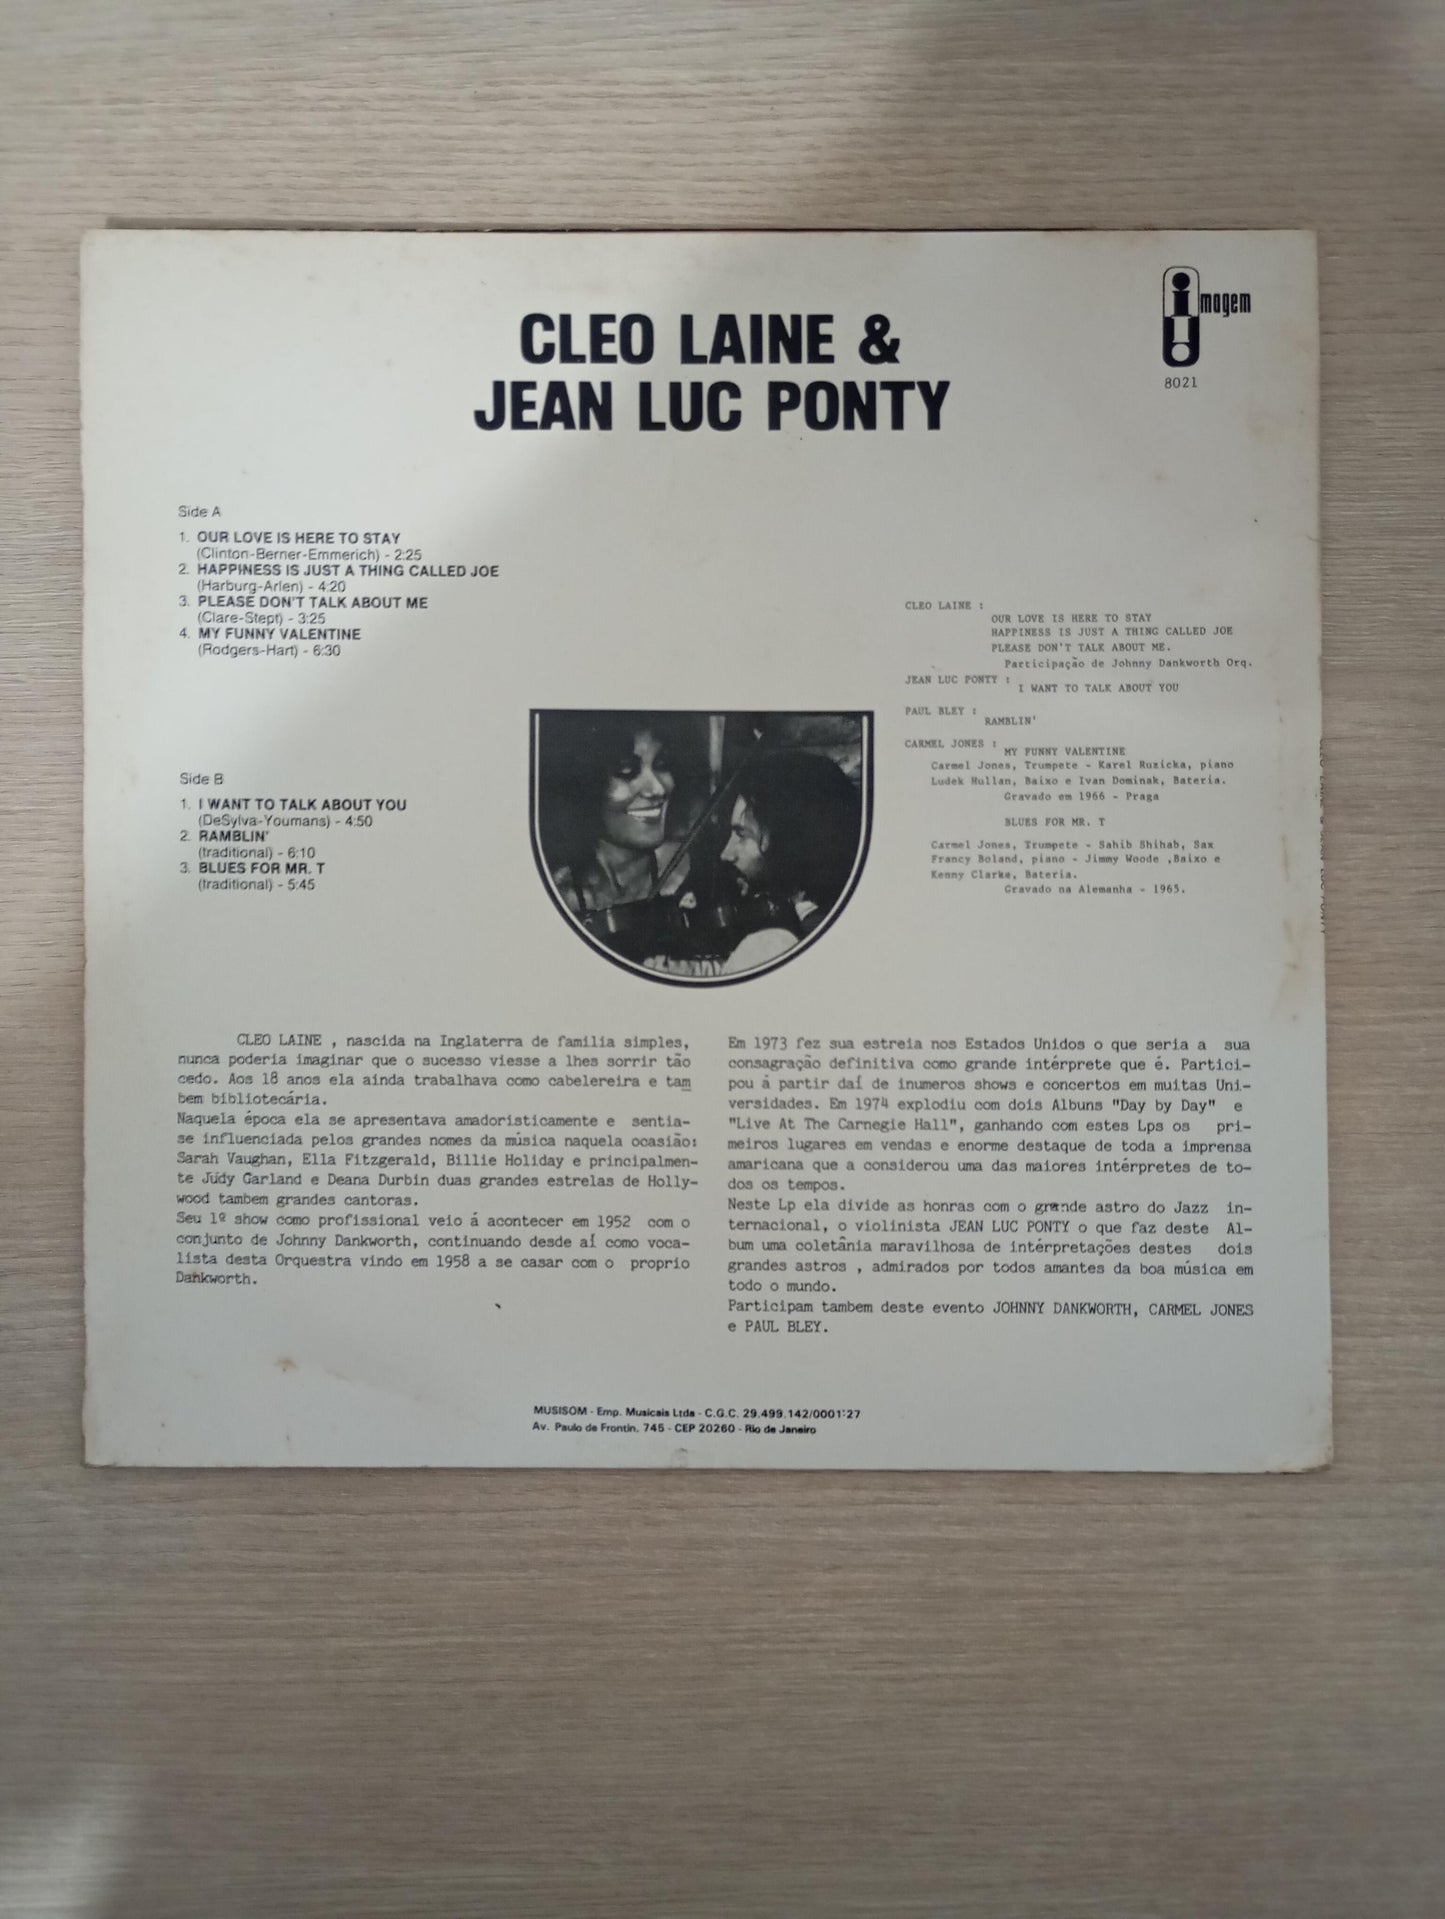 imagem
8021
CLEO LAINE &
JEAN LUC PONTY
Side A
1. OUR LOVE IS HERE TO STAY
(Clinton-Berner-Emmerich) - 2:25
2. HAPPINESS IS JUST A THING CALLED JOE
(Harburg-Arlen) - 4:20
3. PLEASE DON'T TALK ABOUT ME
(Clare-Stept) - 3:25
4. MY FUNNY VALENTINE
(Rodgers-Hart) - 6:30
Side B
1. I WANT TO TALK ABOUT YOU
(DeSylva-Youmans) - 4:50
2. RAMBLIN'
(traditional) - 6:10
3. BLUES FOR MR. T
(traditional) - 5:45
CLEO LAINE :
OUR LOVE IS HERE TO STAY
HAPPINESS IS JUST A THING CALLED JOE
PLEASE DON'T TALK ABOUT ME.
Participação de Johnny Dankworth Orq.
JEAN LUC PONTY :
I WANT TO TALK ABOUT YOU
PAUL BLEY :
RAMBLIN'
CARMEL JONES :
MY FUNNY VALENTINE
Carmel Jones, Trumpete - Karel Ruzicka, piano
Ludek Hullan, Baixo e Ivan Dominak, Bateria.
Gravado em 1966 - Praga
BLUES FOR MR. T
Carmel Jones, Trumpete - Sahib Shihab, Sax
Francy Boland, piano - Jimmy Woode ,Baixo e
Kenny Clarke, Bateria.
Gravado na Alemanha - 1965.
CLEO LAINE , nascida na Inglaterra de familia simples,
nunca poderia imaginar que o sucesso viesse a lhes sorrir tão
cedo. Aos 18 anos ela ainda trabalhava como cabelereira e tam
bem bibliotecária.
Naquela época ela se apresentava amadoristicamente e sentia-
se influenciada pelos grandes nomes da música naquela ocasião:
Sarah Vaughan, Ella Fitzgerald, Billie Holiday e principalmen-
te Júdy Garland e Deana Durbin duas grandes estrelas de Holly-
wood tambem grandes cantoras.
Seu 1º show como profissional veio á acontecer em 1952 com o
conjunto de Johnny Dankworth, continuando desde aí como voca-
lista desta Orquestra vindo em 1958 a se casar com o proprio
Dankworth.
Em 1973 fez sua estreia nos Estados Unidos o que seria a sua
consagração definitiva como grande intérprete que é. Partici-
pou á partir daí de inumeros shows e concertos em muitas Uni-
versidades. Em 1974 explodiu com dois Albuns "Day by Day" e
"Live At The Carnegie Hall", ganhando com estes Lps os pri-
meiros lugares em vendas e enorme destaque de toda a imprensa
amaricana que a considerou uma das maiores intérpretes de to-
dos os tempos.
Neste Lp ela divide as honras com o grande astro do Jazz in-
ternacional, o violinista JEAN LUC PONTY o que faz deste Al-
bum uma coletânia maravilhosa de intérpretações destes dois
grandes astros , admirados por todos amantes da boa música em
todo o mundo.
Participam tambem deste evento JOHNNY DANKWORTH, CARMEL JONES
e PAUL BLEY.
MUSISOM - Emp. Musicais Ltda - C.G.C. 29.499.142/0001-27
Av. Paulo de Frontin, 745 - CEP 20260 - Rio de Janeiro